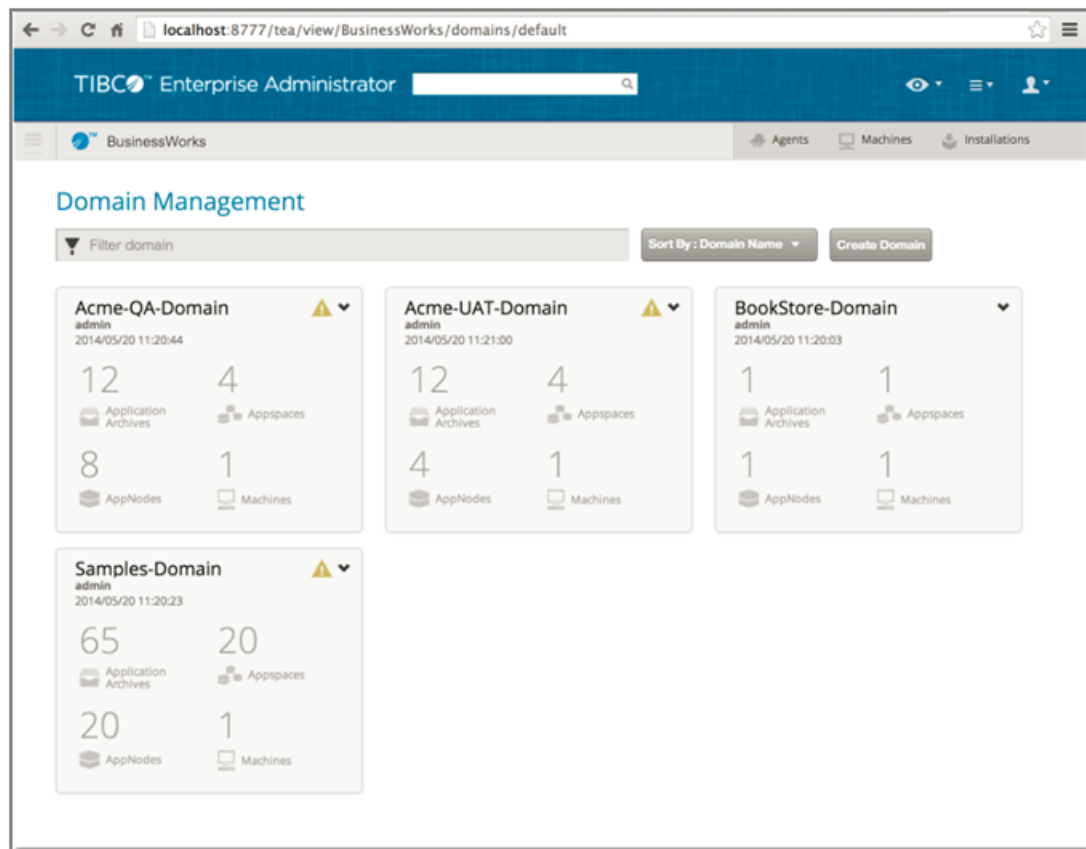 localhost:8777/tea/view/BusinessWorks/domains/default
TIBCO™ Enterprise Administrator
BusinessWorks
Agents
Machines
Installations
Domain Management
Filter domain
Sort By : Domain Name
Create Domain
Acme-QA-Domain
admin
2014/05/20 11:20:44
12
4
Application
Archives
Appspaces
8
1
AppNodes
Machines
Acme-UAT-Domain
admin
2014/05/20 11:21:00
12
4
Application
Archives
Appspaces
4
1
AppNodes
Machines
BookStore-Domain
admin
2014/05/20 11:20:03
1
1
Application
Archives
Appspaces
1
1
AppNodes
Machines
Samples-Domain
admin
2014/05/20 11:20:23
65
20
Application
Archives
Appspaces
20
1
AppNodes
Machines